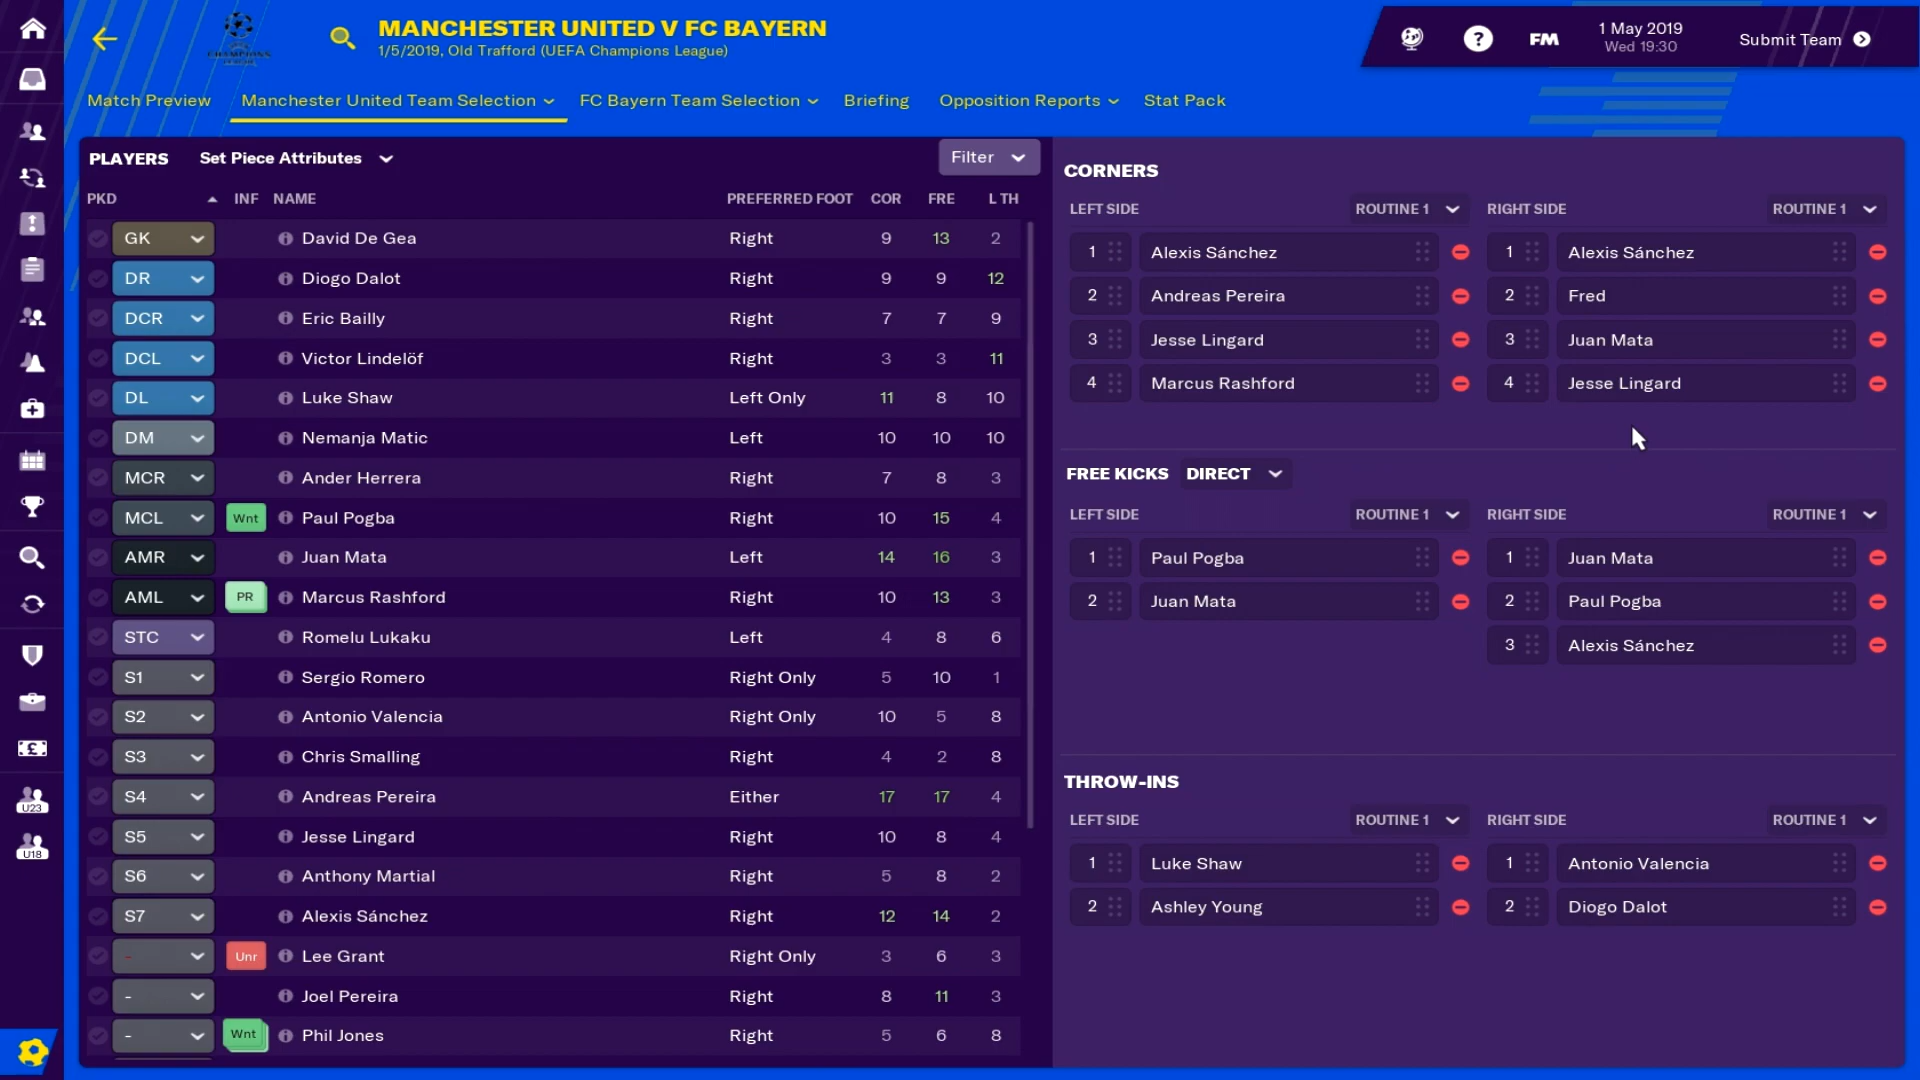 MANCHESTER UNITED V FC BAYERN
1/5/2019, Old Trafford (UEFA Champions League)
FM
1 May 2019
Wed 19:30
Submit Team
Match Preview
Manchester United Team Selection
FC Bayern Team Selection
Briefing
Opposition Reports
Stat Pack
PLAYERS Set Piece Attributes Filter
PKD INF NAME PREFERRED FOOT COR FRE L TH
GK David De Gea Right 9 13 2
DR Diogo Dalot Right 9 9 12
DCR Eric Bailly Right 7 7 9
DCL Victor Lindelöf Right 3 3 11
DL Luke Shaw Left Only 11 8 10
DM Nemanja Matic Left 10 10 10
MCR Ander Herrera Right 7 8 3
MCL Wnt Paul Pogba Right 10 15 4
AMR Juan Mata Left 14 16 3
AML PR Marcus Rashford Right 10 13 3
STC Romelu Lukaku Left 4 8 6
S1 Sergio Romero Right Only 5 10 1
S2 Antonio Valencia Right Only 10 5 8
S3 Chris Smalling Right 4 2 8
S4 Andreas Pereira Either 17 17 4
S5 Jesse Lingard Right 10 8 4
S6 Anthony Martial Right 5 8 2
S7 Alexis Sánchez Right 12 14 2
- Unr Lee Grant Right Only 3 6 3
- Joel Pereira Right 8 11 3
- Wnt Phil Jones Right 5 6 8
U23
U18
CORNERS
LEFT SIDE ROUTINE 1 RIGHT SIDE ROUTINE 1
1 Alexis Sánchez 1 Alexis Sánchez
2 Andreas Pereira 2 Fred
3 Jesse Lingard 3 Juan Mata
4 Marcus Rashford 4 Jesse Lingard
FREE KICKS DIRECT
LEFT SIDE ROUTINE 1 RIGHT SIDE ROUTINE 1
1 Paul Pogba 1 Juan Mata
2 Juan Mata 2 Paul Pogba
3 Alexis Sánchez
THROW-INS
LEFT SIDE ROUTINE 1 RIGHT SIDE ROUTINE 1
1 Luke Shaw 1 Antonio Valencia
2 Ashley Young 2 Diogo Dalot